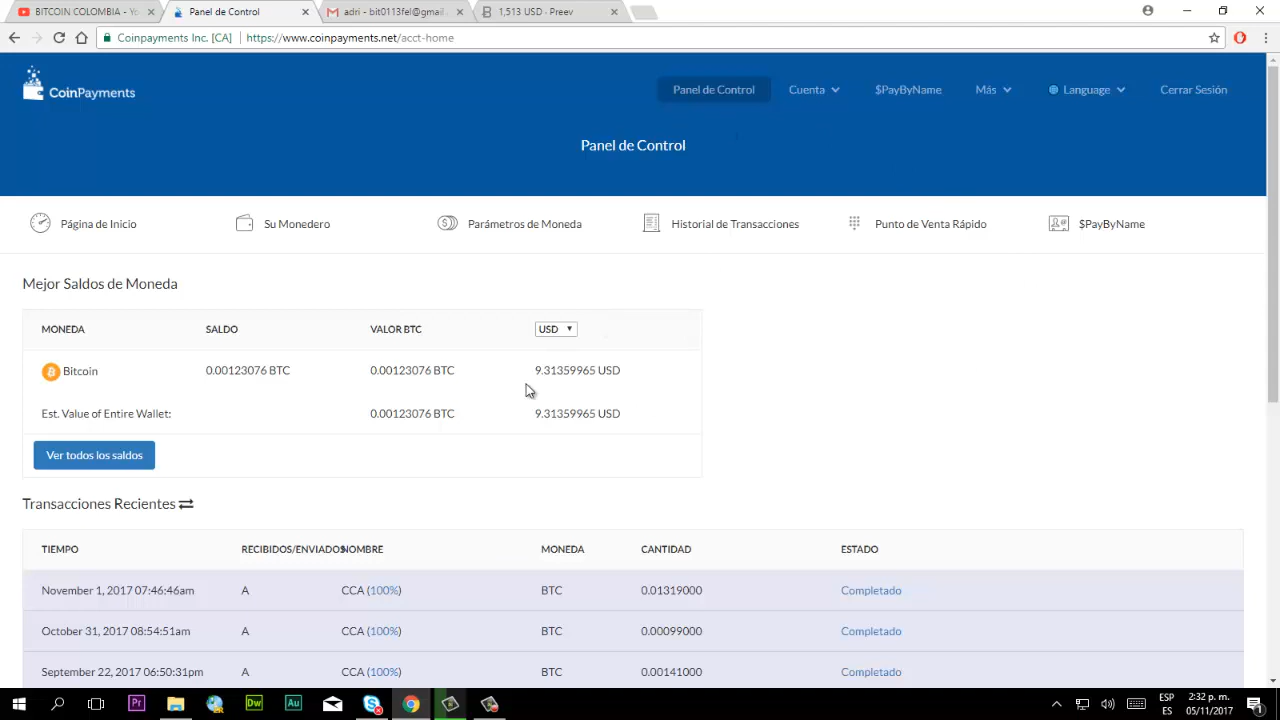 BITCOIN COLOMBIA - Yo
Panel de Control
adri - bit0113fel@gmail.
1,513 USD - Preev
Coinpayments Inc. [CA]
https://www.coinpayments.net/acct-home
CoinPayments
Panel de Control
Cuenta
$PayByName
Más
Language
Cerrar Sesión
Panel de Control
Página de Inicio
Su Monedero
Parámetros de Moneda
Historial de Transacciones
Punto de Venta Rápido
$PayByName
Mejor Saldos de Moneda
MONEDA SALDO VALOR BTC USD
Bitcoin 0.00123076 BTC 0.00123076 BTC 9.31359965 USD
Est. Value of Entire Wallet: 0.00123076 BTC 9.31359965 USD
Ver todos los saldos
Transacciones Recientes
TIEMPO RECIBIDOS/ENVIADOS NOMBRE MONEDA CANTIDAD ESTADO
November 1, 2017 07:46:46am A CCA (100%) BTC 0.01319000 Completado
October 31, 2017 08:54:51am A CCA (100%) BTC 0.00099000 Completado
September 22, 2017 06:50:31pm A CCA (100%) BTC 0.00141000 Completado
Pr
Dw
Au
ESP
ES
2:32 p. m.
05/11/2017